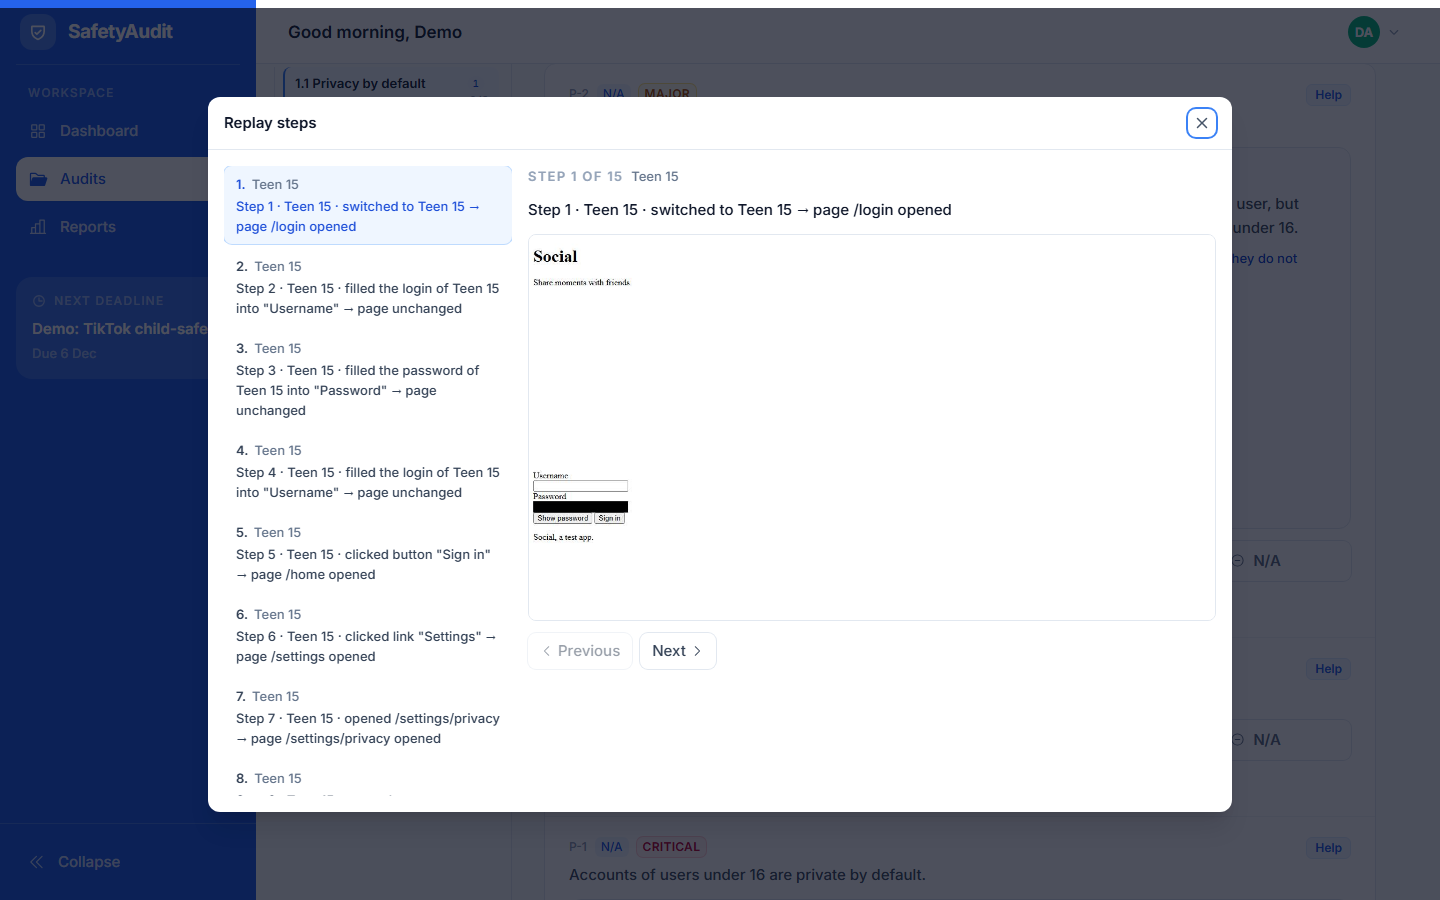 SafetyAudit
Good morning, Demo
DA
WORKSPACE
Dashboard
Audits
Reports
NEXT DEADLINE
Demo: TikTok child-safe
Due 6 Dec
Collapse
1.1 Privacy by default
1
P-2 N/A MAJOR
Help
Replay steps
1. Teen 15
Step 1 · Teen 15 · switched to Teen 15 →
page /login opened
2. Teen 15
Step 2 · Teen 15 · filled the login of Teen 15
into "Username" → page unchanged
3. Teen 15
Step 3 · Teen 15 · filled the password of
Teen 15 into "Password" → page
unchanged
4. Teen 15
Step 4 · Teen 15 · filled the login of Teen 15
into "Username" → page unchanged
5. Teen 15
Step 5 · Teen 15 · clicked button "Sign in"
→ page /home opened
6. Teen 15
Step 6 · Teen 15 · clicked link "Settings" →
page /settings opened
7. Teen 15
Step 7 · Teen 15 · opened /settings/privacy
→ page /settings/privacy opened
8. Teen 15
STEP 1 OF 15 Teen 15
Step 1 · Teen 15 · switched to Teen 15 → page /login opened
Social
Share moments with friends
Username
Password
Show password Sign in
Social, a test app.
Previous
Next
user, but
under 16.
they do not
N/A
Help
N/A
P-1 N/A CRITICAL
Help
Accounts of users under 16 are private by default.